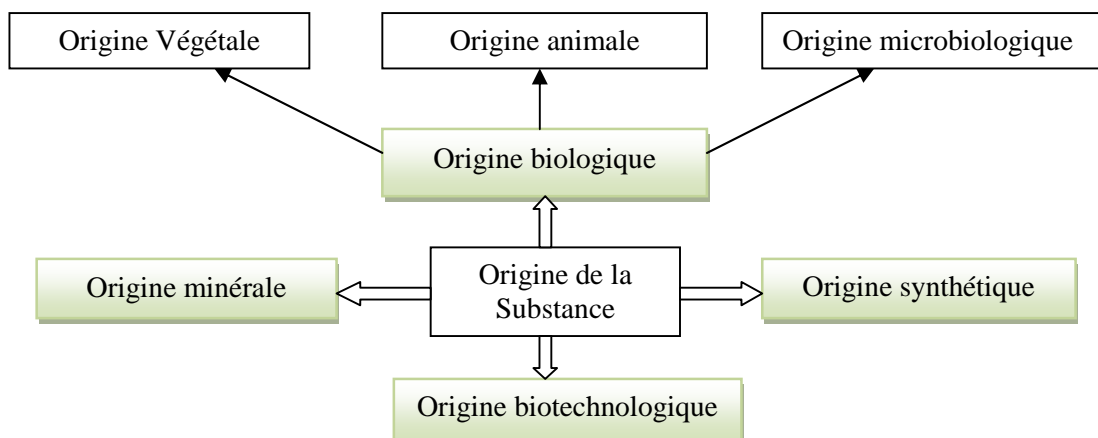 Origine Végétale
Origine animale
Origine microbiologique
Origine biologique
Origine minérale
Origine de la
Substance
Origine synthétique
Origine biotechnologique